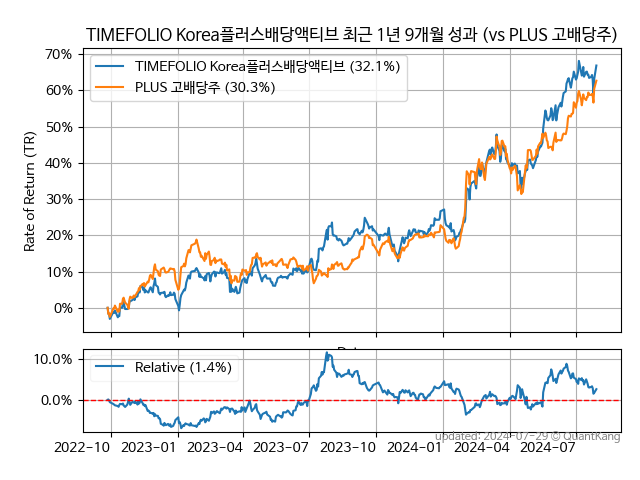 TIMEFOLIO Korea플러스배당액티브 최근 1년 9개월 성과 (vs PLUS 고배당주)
70%
60%
50%
40%
30%
20%
10%
0%
Rate of Return (TR)
TIMEFOLIO Korea플러스배당액티브 (32.1%)
PLUS 고배당주 (30.3%)
10.0%
0.0%
Relative (1.4%)
2022-10 2023-01 2023-04 2023-07 2023-10 2024-01 2024-04 2024-07
updated: 2024-07-29 © QuantKang